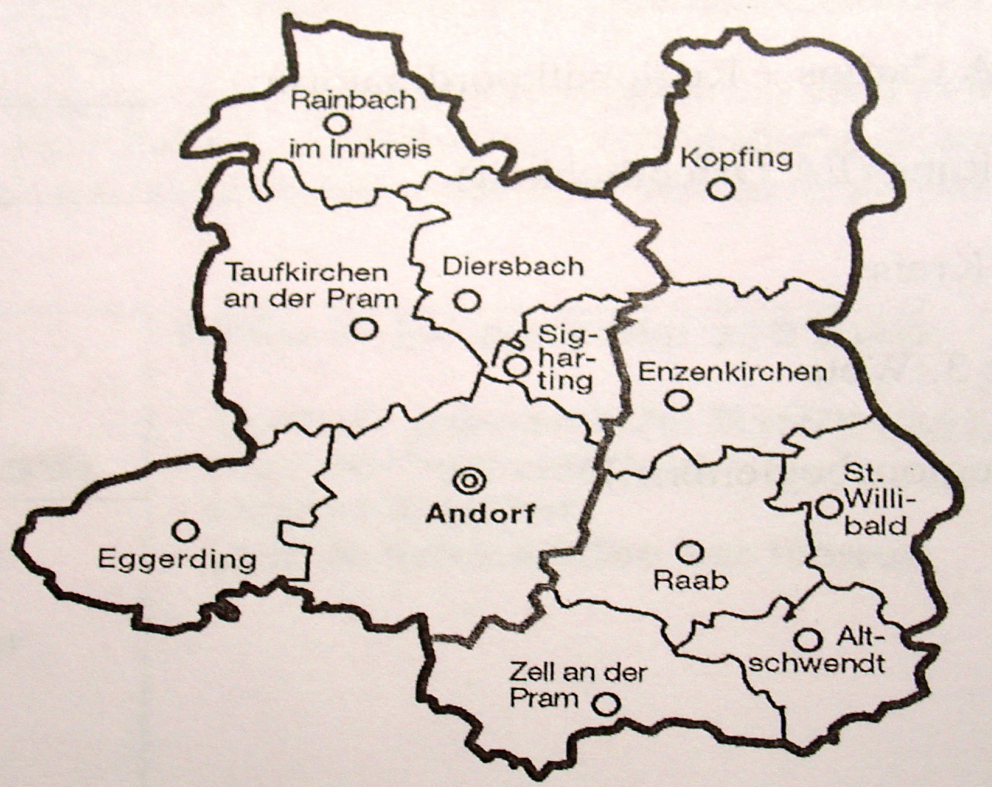 Rainbach
im Innkreis
Kopfing
Taufkirchen
an der Pram
Diersbach
Sig-
har-
ting
Enzenkirchen
Andorf
St.
Willi-
bald
Eggerding
Raab
Alt-
schwendt
Zell an der
Pram